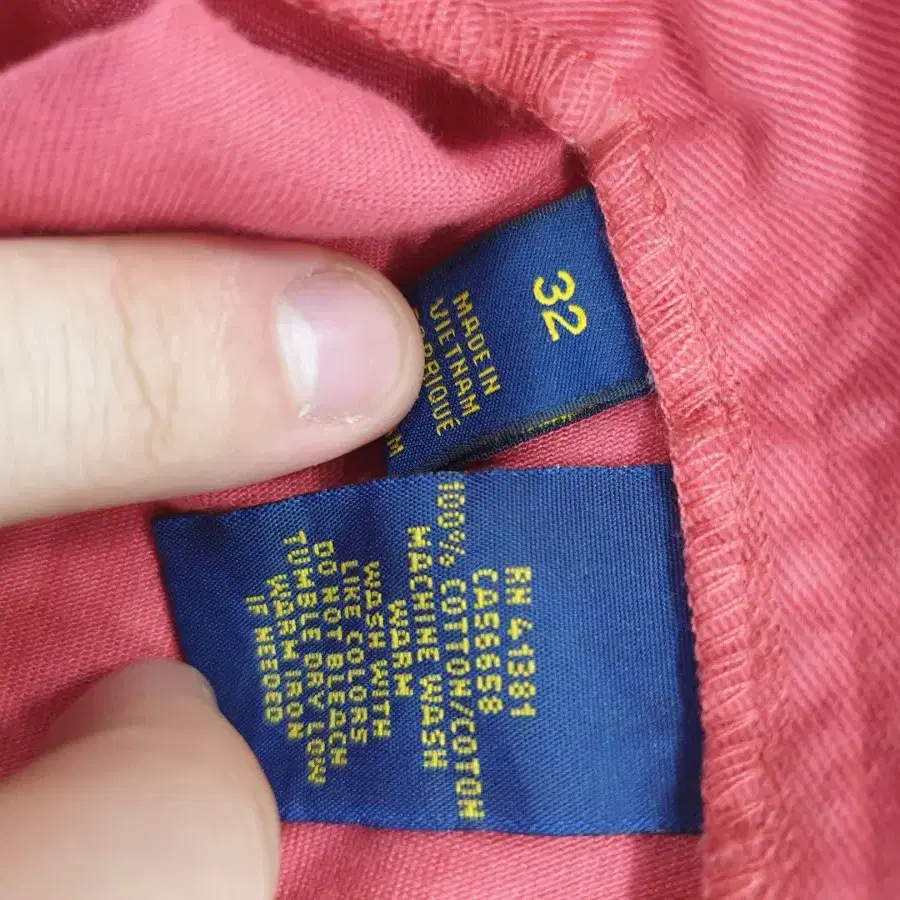 32
MADE IN
VIETNAM
BRIQUÉ
M
RN 41381
CA56658
100% COTTON/COTON
MACHINE WASH
WARM
WASH WITH
LIKE COLORS
DO NOT BLEACH
TUMBLE DRY LOW
WARM IRON
IF NEEDED